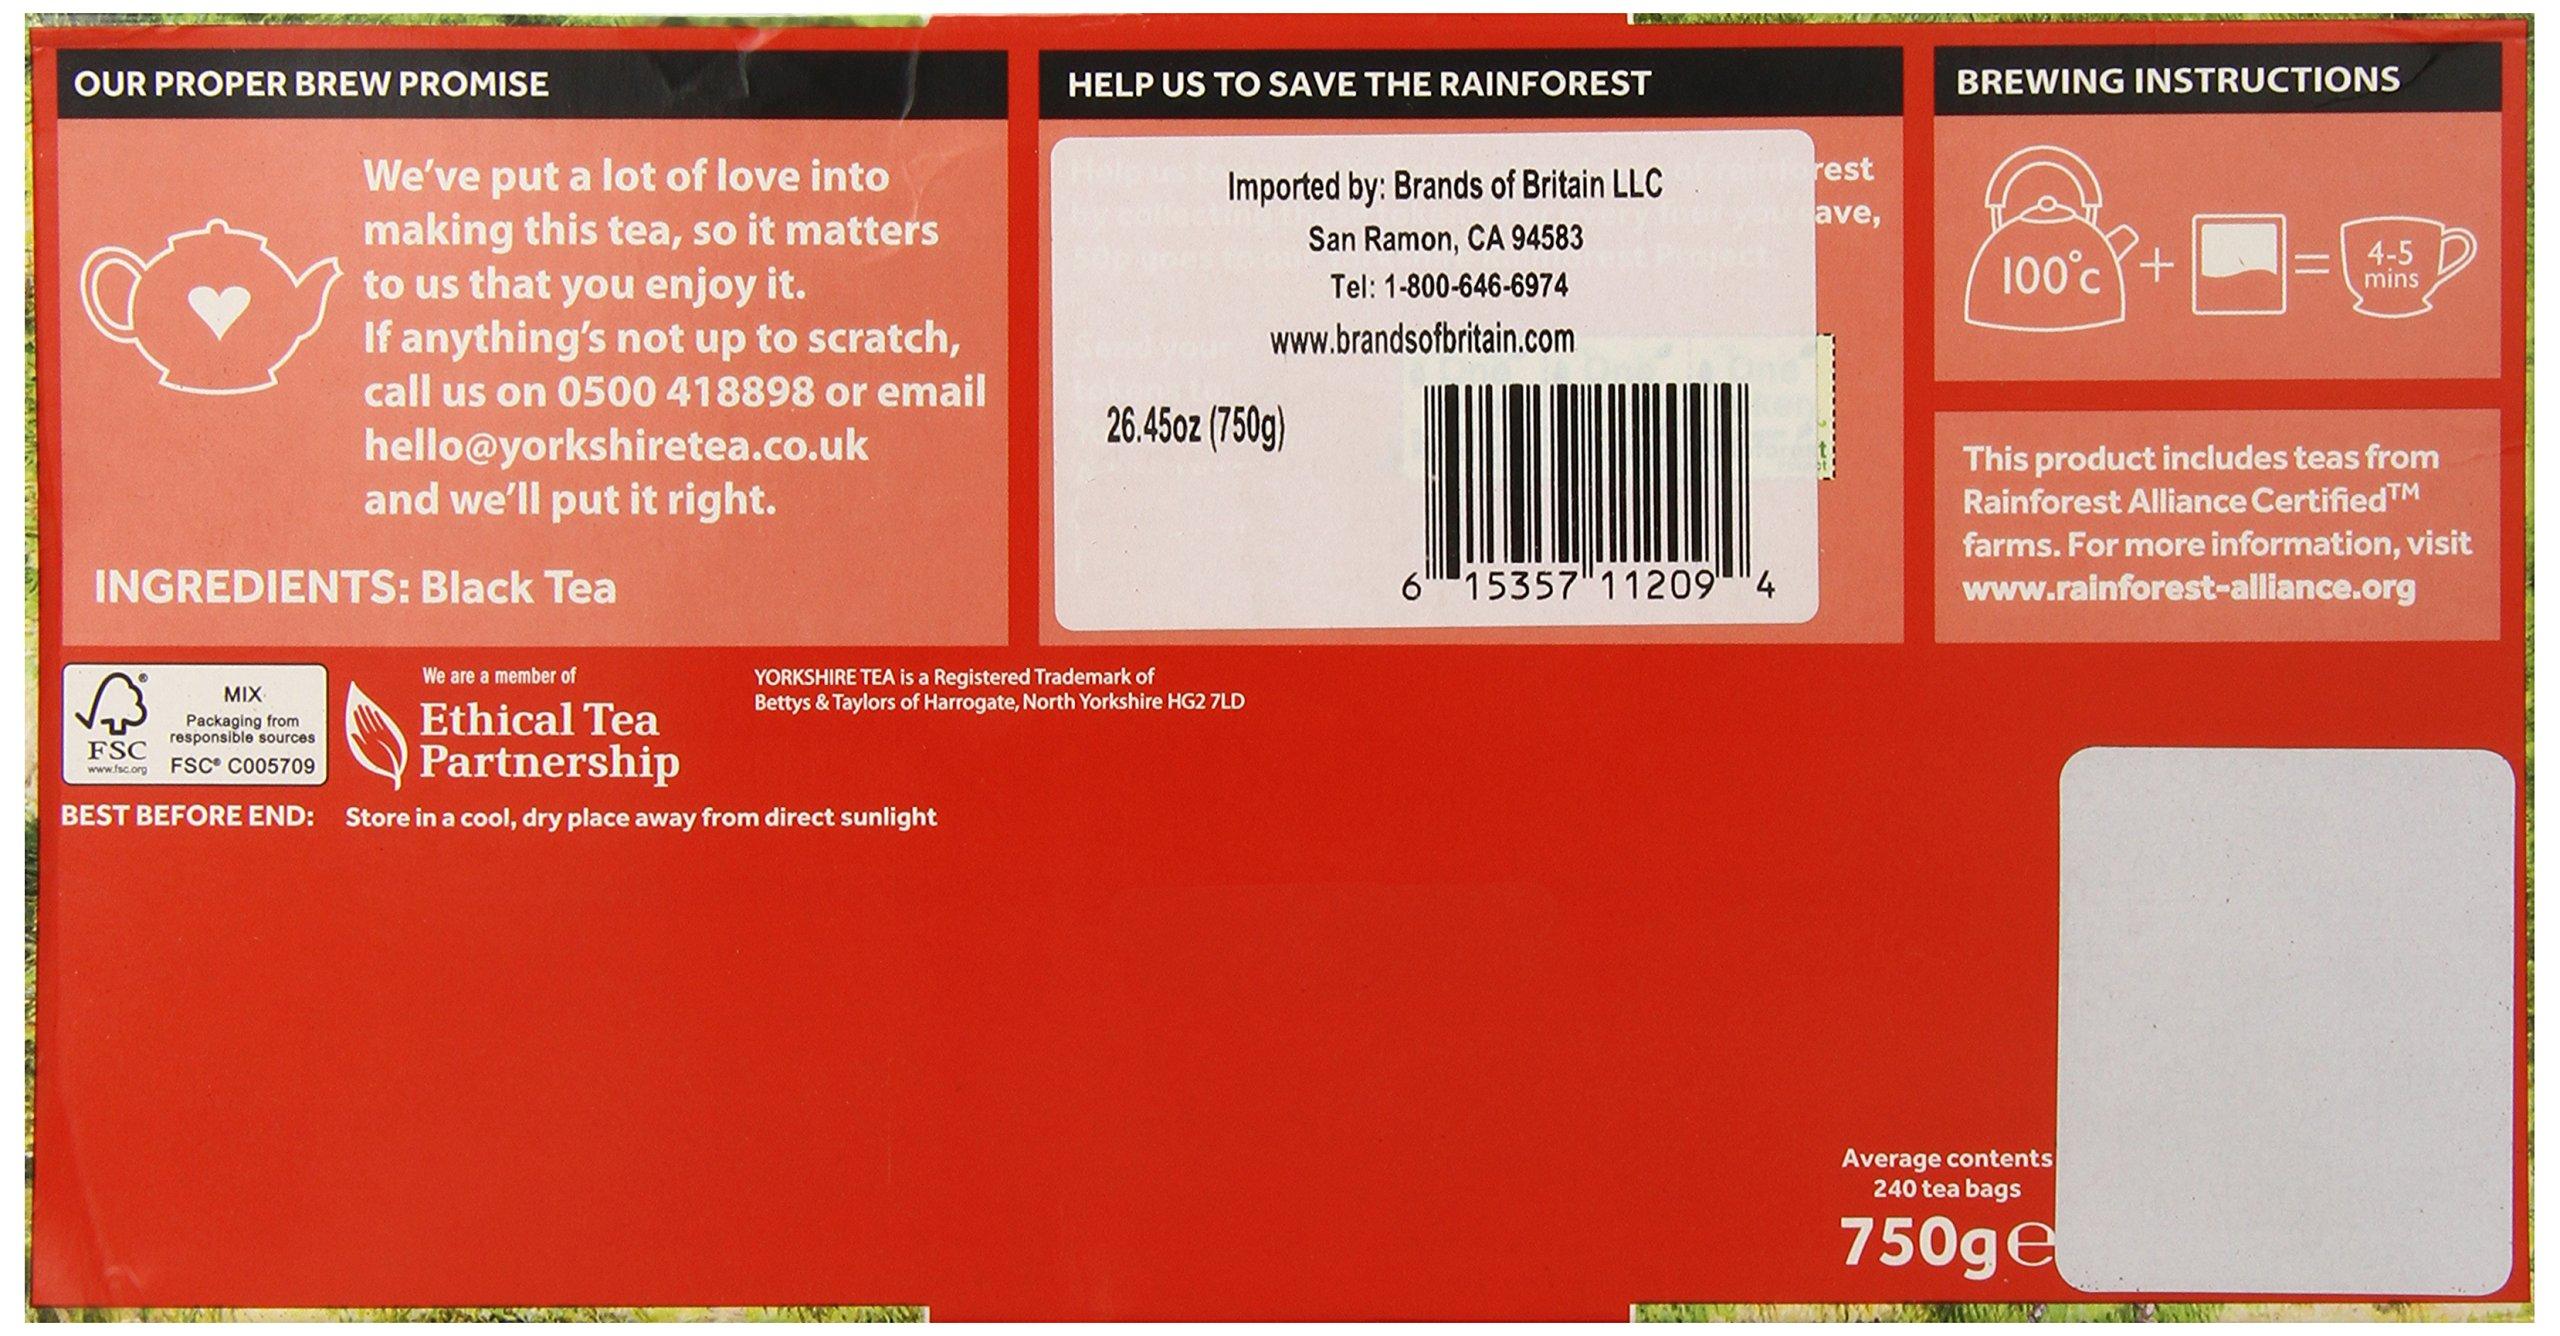 OUR PROPER BREW PROMISE
We've put a lot of love into
making this tea, so it matters
to us that you enjoy it.
If anything's not up to scratch,
call us on 0500 418898 or email
hello@yorkshiretea.co.uk
and we'll put it right.
INGREDIENTS: Black Tea
HELP US TO SAVE THE RAINFOREST
Imported by: Brands of Britain LLC
San Ramon, CA 94583
Tel: 1-800-646-6974
www.brandsofbritain.com
26.45oz (750g)
6 15357 11209 4
BREWING INSTRUCTIONS
100°c + = 4-5
mins
This product includes teas from
Rainforest Alliance Certified™
farms. For more information, visit
www.rainforest-alliance.org
FSC®
www.fsc.org
MIX
Packaging from
responsible sources
FSC® C005709
We are a member of
Ethical Tea
Partnership
YORKSHIRE TEA is a Registered Trademark of
Bettys & Taylors of Harrogate, North Yorkshire HG2 7LD
BEST BEFORE END: Store in a cool, dry place away from direct sunlight
Average contents
240 tea bags
750g℮